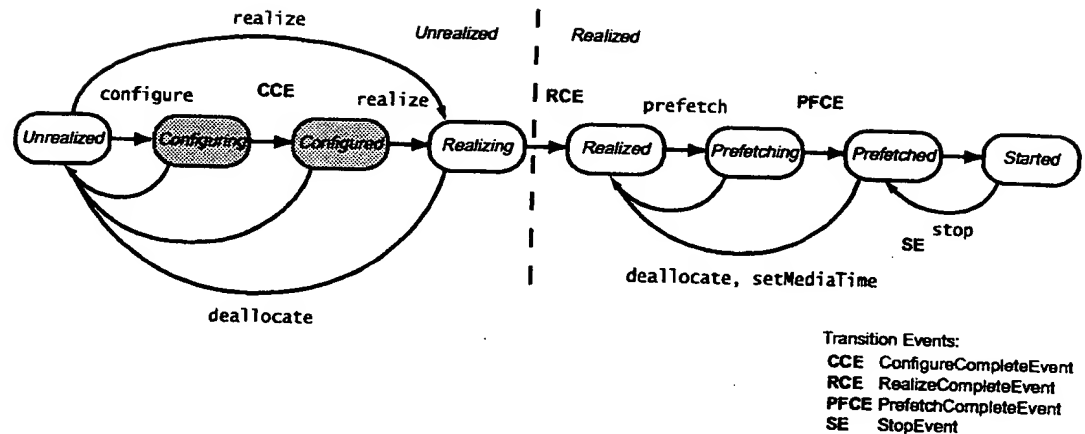 realize
Unrealized
Realized
configure
CCE
realize
RCE
prefetch
PFCE
Unrealized
Configuring
Configured
Realizing
Realized
Prefetching
Prefetched
Started
SE
stop
deallocate, setMediaTime
deallocate
Transition Events:
CCE ConfigureCompleteEvent
RCE RealizeCompleteEvent
PFCE PrefetchCompleteEvent
SE StopEvent